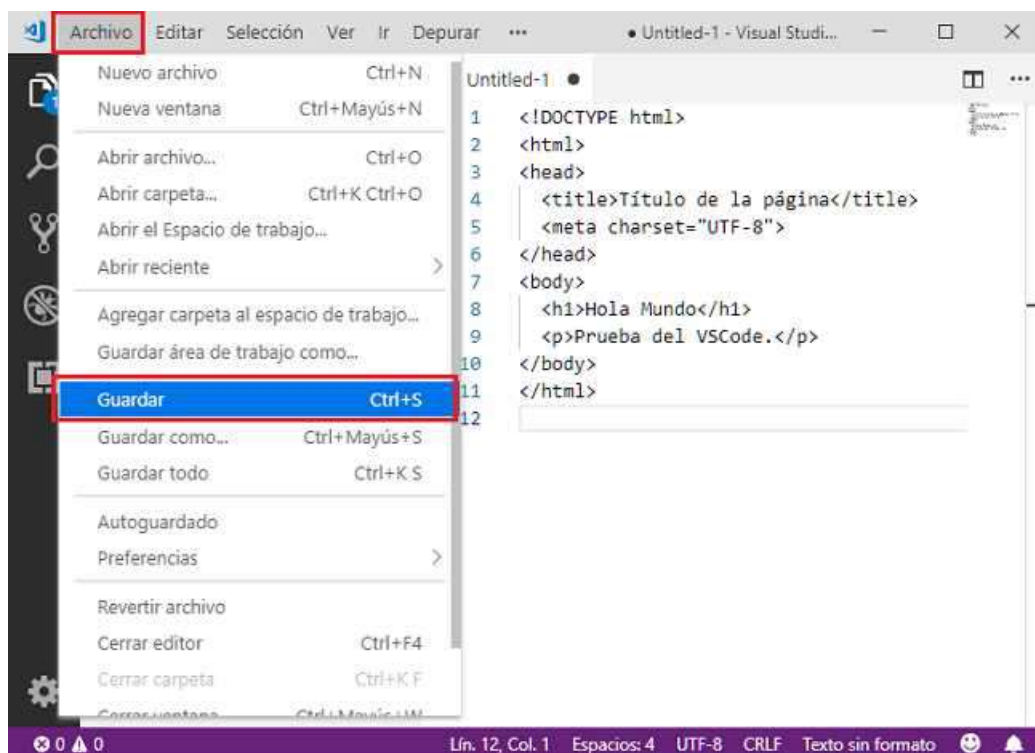 Archivo Editar Selección Ver Ir Depurar ••• ● Untitled-1 - Visual Studi...
Nuevo archivo Ctrl+N
Nueva ventana Ctrl+Mayús+N
Abrir archivo... Ctrl+O
Abrir carpeta... Ctrl+K Ctrl+O
Abrir el Espacio de trabajo...
Abrir reciente
Agregar carpeta al espacio de trabajo...
Guardar área de trabajo como...
Guardar Ctrl+S
Guardar como... Ctrl+Mayús+S
Guardar todo Ctrl+K S
Autoguardado
Preferencias
Revertir archivo
Cerrar editor Ctrl+F4
Cerrar carpeta Ctrl+K F
Cerrar ventana Ctrl+Mayús+W
Untitled-1 ●
1 <!DOCTYPE html>
2 <html>
3 <head>
4 <title>Título de la página</title>
5 <meta charset="UTF-8">
6 </head>
7 <body>
8 <h1>Hola Mundo</h1>
9 <p>Prueba del VSCode.</p>
10 </body>
11 </html>
12
0 0 Lín. 12, Col. 1 Espacios: 4 UTF-8 CRLF Texto sin formato